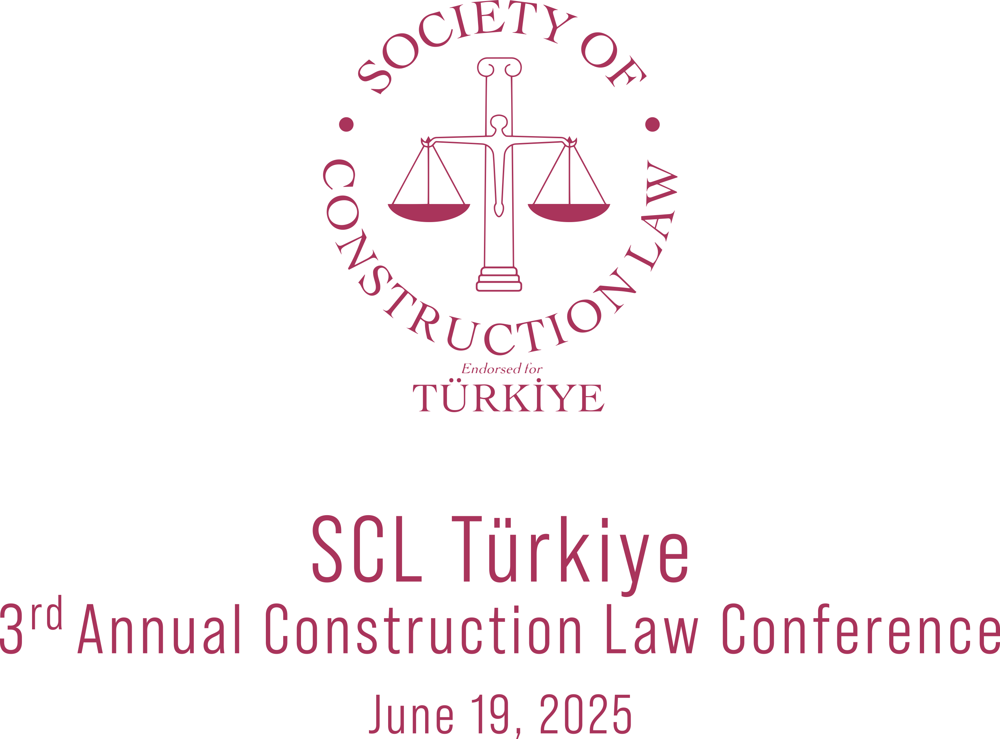 SOCIETY OF
CONSTRUCTION LAW
Endorsed for
TÜRKİYE
SCL Türkiye
3rd Annual Construction Law Conference
June 19, 2025